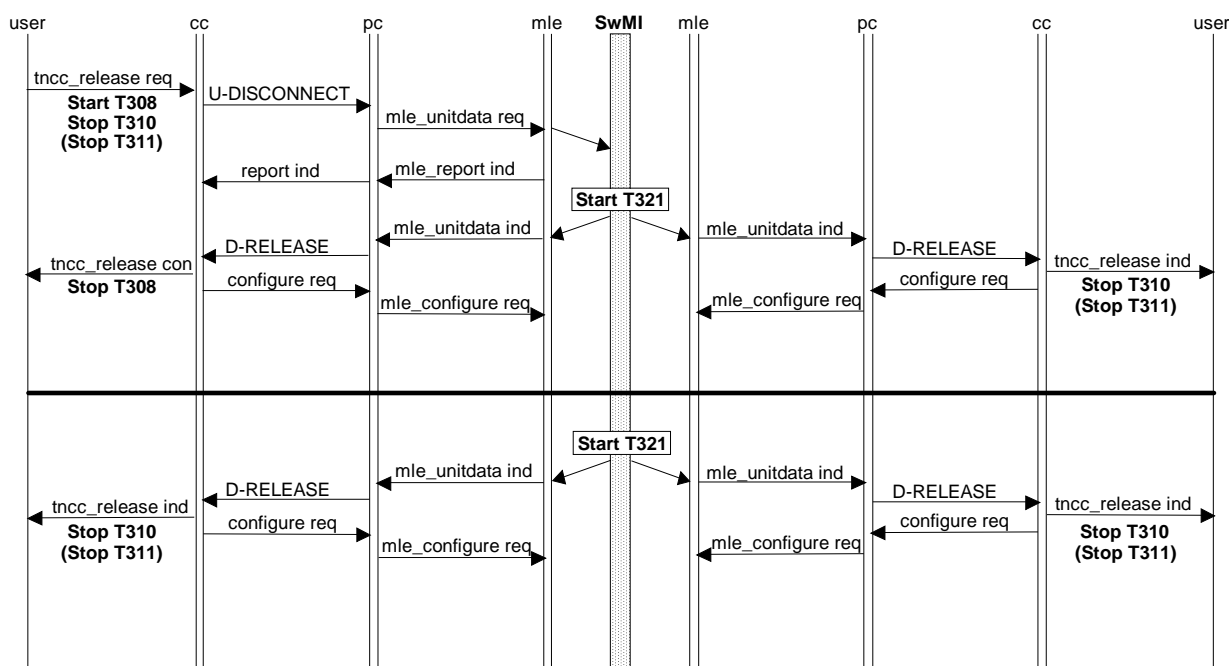 user cc pc mle SwMI mle pc cc user
tncc_release req
Start T308
Stop T310
(Stop T311)
U-DISCONNECT
mle_unitdata req
report ind
mle_report ind
Start T321
mle_unitdata ind
mle_unitdata ind
D-RELEASE
D-RELEASE
tncc_release con
Stop T308
configure req
configure req
tncc_release ind
Stop T310
(Stop T311)
mle_configure req
mle_configure req
Start T321
mle_unitdata ind
mle_unitdata ind
D-RELEASE
D-RELEASE
tncc_release ind
Stop T310
(Stop T311)
configure req
configure req
tncc_release ind
Stop T310
(Stop T311)
mle_configure req
mle_configure req